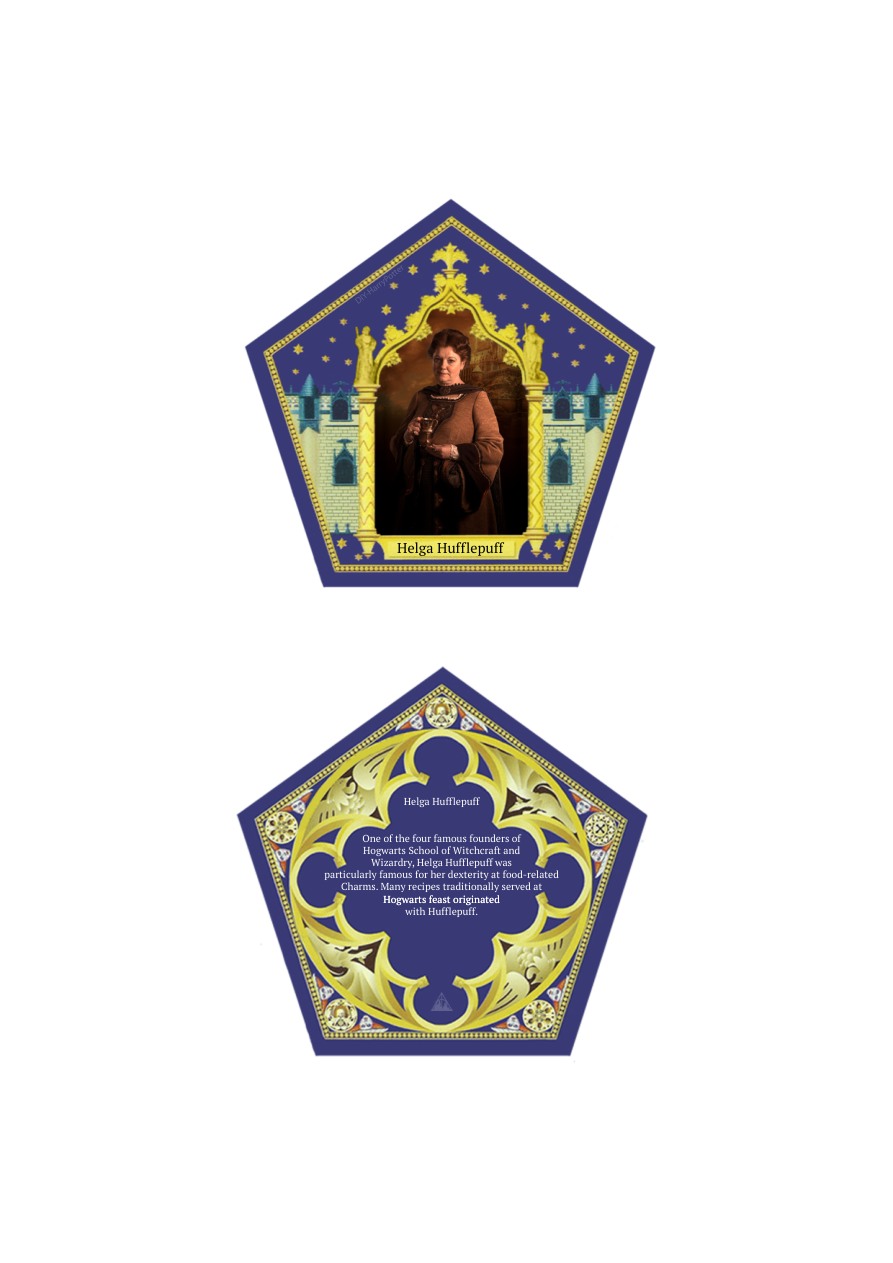 DIY.HarryPotter
Helga Hufflepuff
Helga Hufflepuff
One of the four famous founders of
Hogwarts School of Witchcraft and
Wizardry, Helga Hufflepuff was
particularly famous for her dexterity at food-related
Charms. Many recipes traditionally served at
Hogwarts feast originated
with Hufflepuff.